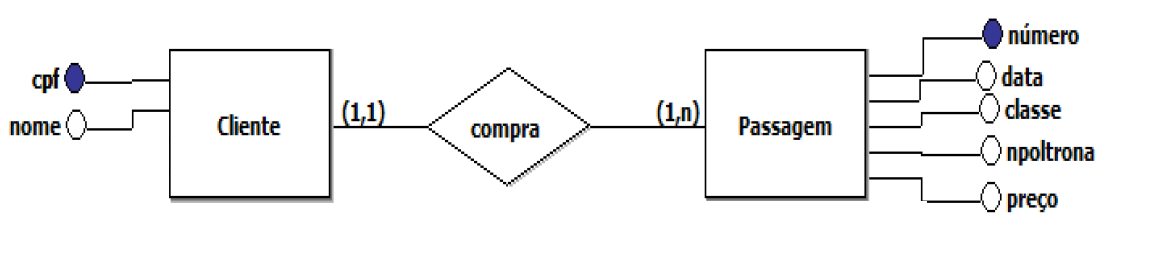 cpf
nome
Cliente
(1,1)
compra
(1,n)
Passagem
número
data
classe
npoltrona
preço